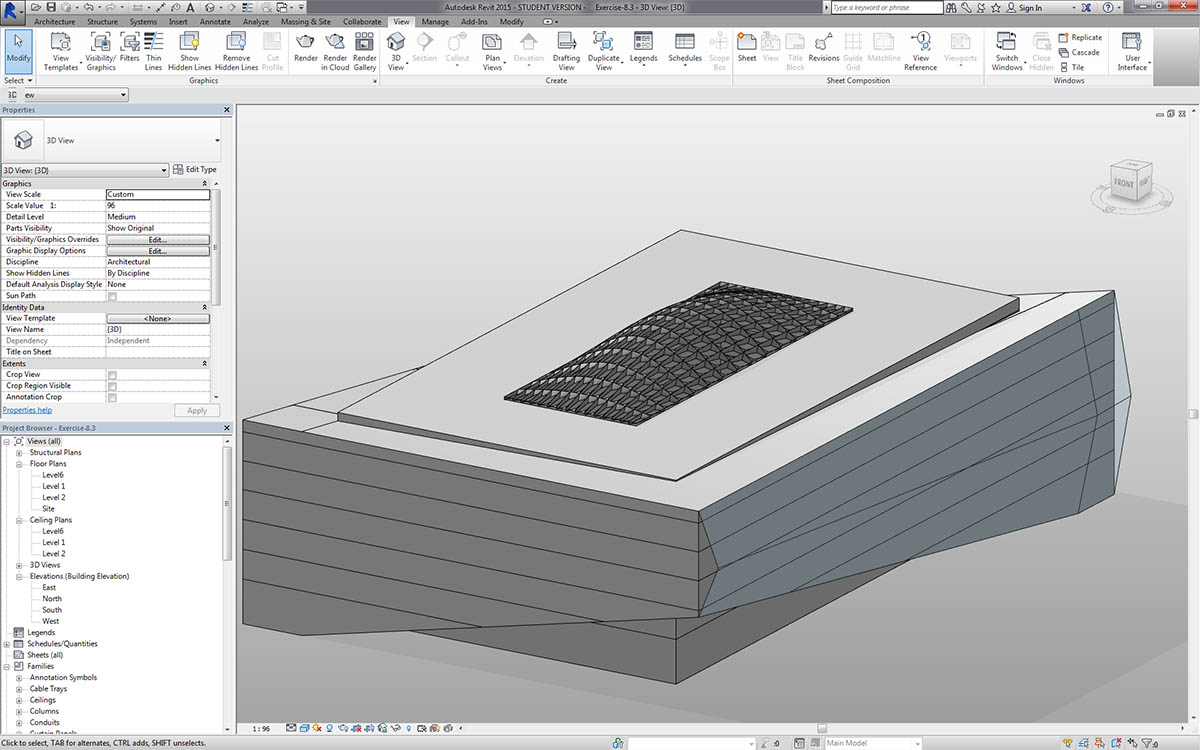 Autodesk Revit 2015 - STUDENT VERSION - Exercise-8.3 - 3D View: {3D}
Type a keyword or phrase
Sign In
Architecture Structure Systems Insert Annotate Analyze Massing & Site Collaborate View Manage Add-Ins Modify
Modify
View Templates
Visibility/ Graphics
Filters
Thin Lines
Show Hidden Lines
Remove Hidden Lines
Cut Profile
Render
Render in Cloud
Render Gallery
3D View
Section
Callout
Plan Views
Elevation
Drafting View
Duplicate View
Legends
Schedules
Scope Box
Sheet
View
Title Block
Revisions
Guide Grid
Matchline
View Reference
Viewports
Switch Windows
Close Hidden
Replicate
Cascade
Tile
User Interface
Select Graphics Create Sheet Composition Windows
3D ew
Properties
3D View
3D View: {3D} Edit Type
Graphics
View Scale Custom
Scale Value 1: 96
Detail Level Medium
Parts Visibility Show Original
Visibility/Graphics Overrides Edit...
Graphic Display Options Edit...
Discipline Architectural
Show Hidden Lines By Discipline
Default Analysis Display Style None
Sun Path
Identity Data
View Template <None>
View Name {3D}
Dependency Independent
Title on Sheet
Extents
Crop View
Crop Region Visible
Annotation Crop
Properties help Apply
Project Browser - Exercise-8.3
Views (all)
Structural Plans
Floor Plans
Level6
Level 1
Level 2
Site
Ceiling Plans
Level6
Level 1
Level 2
3D Views
Elevations (Building Elevation)
East
North
South
West
Legends
Schedules/Quantities
Sheets (all)
Families
Annotation Symbols
Cable Trays
Ceilings
Columns
Conduits
Curtain Panels
FRONT
1 : 96
Click to select, TAB for alternates, CTRL adds, SHIFT unselects.
:0
Main Model
:0